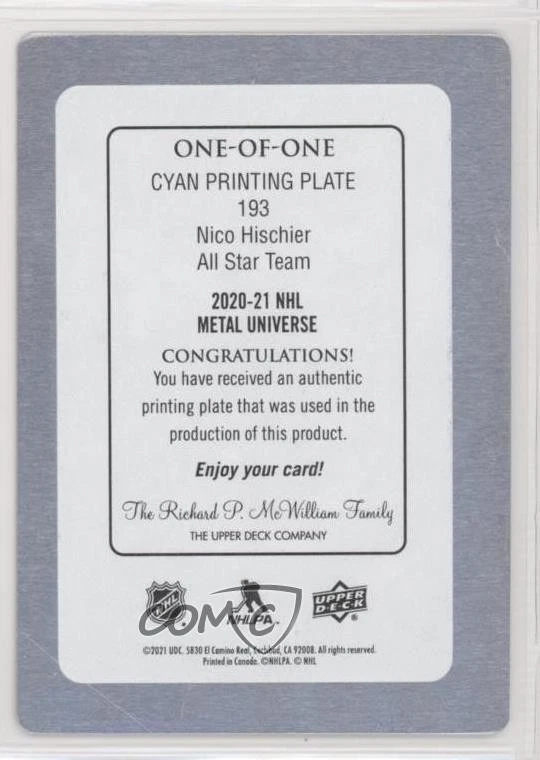 ONE-OF-ONE
CYAN PRINTING PLATE
193
Nico Hischier
All Star Team
2020-21 NHL
METAL UNIVERSE
CONGRATULATIONS!
You have received an authentic
printing plate that was used in the
production of this product.
Enjoy your card!
The Richard P. McWilliam Family
THE UPPER DECK COMPANY
NHL
NHLPA
UPPER
D·E·C·K
®
COMC
©2021 UDC. 5830 El Camino Real, Carlsbad, CA 92008. All rights reserved.
Printed in Canada. ©NHLPA. © NHL